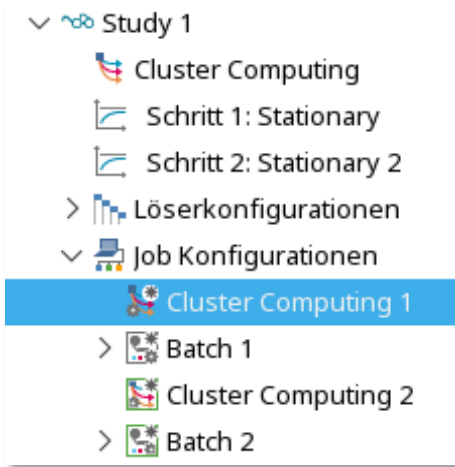 Study 1
Cluster Computing
Schritt 1: Stationary
Schritt 2: Stationary 2
Löserkonfigurationen
Job Konfigurationen
Cluster Computing 1
Batch 1
Cluster Computing 2
Batch 2